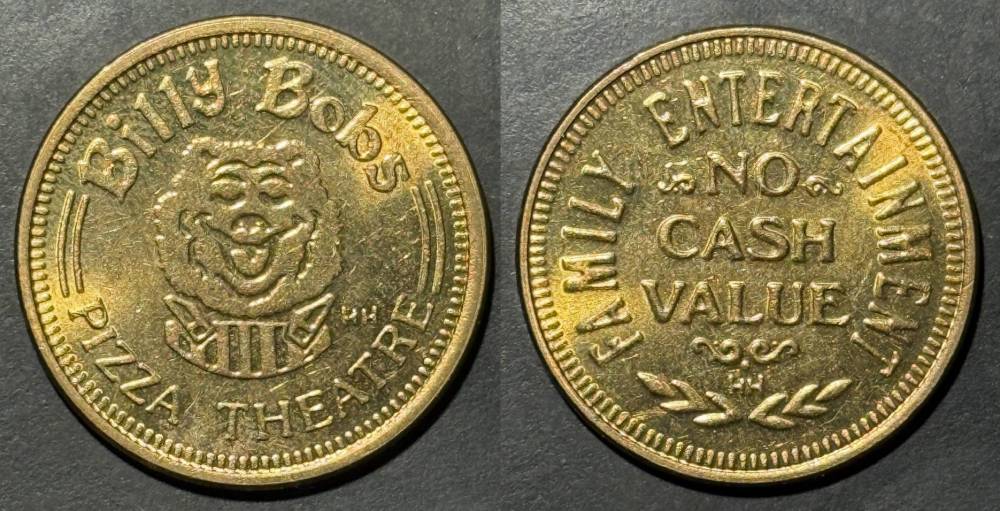 Billy Bobs
PIZZA THEATRE
HH
FAMILY ENTERTAINMENT
NO
CASH
VALUE
HH